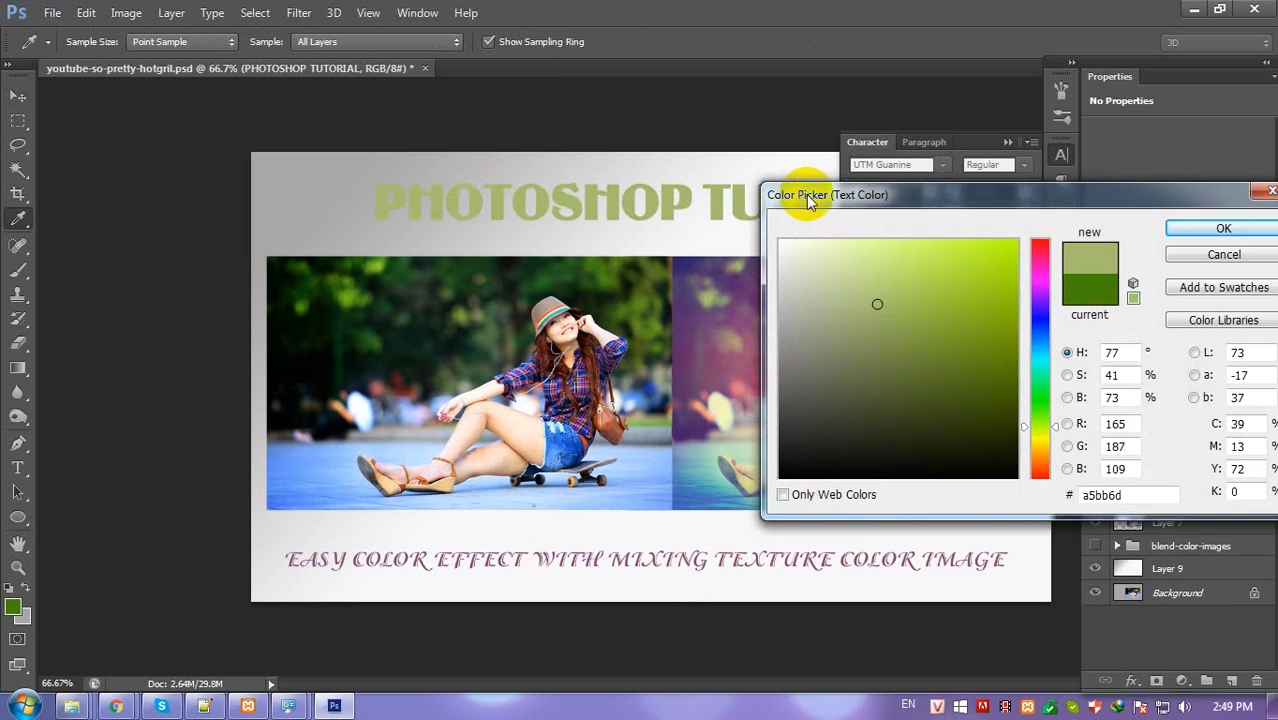 Ps File Edit Image Layer Type Select Filter 3D View Window Help
Sample Size: Point Sample Sample: All Layers Show Sampling Ring 3D
youtube-so-pretty-hotgril.psd @ 66.7% (PHOTOSHOP TUTORIAL, RGB/8#) * ×
Properties
No Properties
Character Paragraph
UTM Guanine Regular
A
PHOTOSHOP TU
Color Picker (Text Color)
new
current
OK
Cancel
Add to Swatches
Color Libraries
H: 77 ° L: 73
S: 41 % a: -17
B: 73 % b: 37
R: 165 C: 39 %
G: 187 M: 13 %
B: 109 Y: 72 %
# a5bb6d K: 0 %
Only Web Colors
Layer 7
blend-color-images
Layer 9
Background
EASY COLOR EFFECT WITH MIXING TEXTURE COLOR IMAGE
66.67% Doc: 2.64M/29.8M
fx
EN 2:49 PM